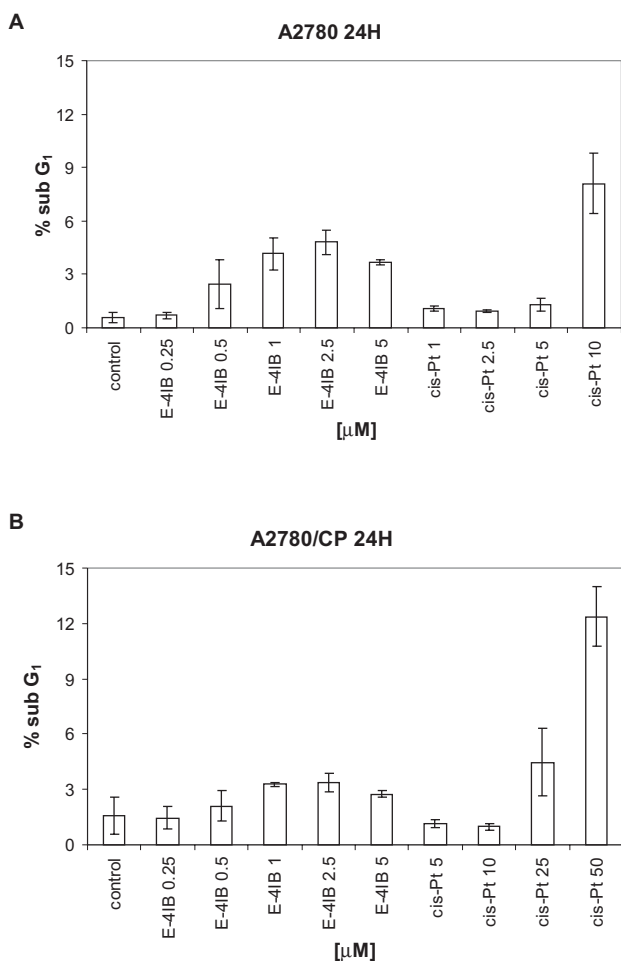 A
A2780 24H
15
12
9
6
3
0
% sub G₁
control
E-4IB 0.25
E-4IB 0.5
E-4IB 1
E-4IB 2.5
E-4IB 5
cis-Pt 1
cis-Pt 2.5
cis-Pt 5
cis-Pt 10
[μM]
B
A2780/CP 24H
15
12
9
6
3
0
% sub G₁
control
E-4IB 0.25
E-4IB 0.5
E-4IB 1
E-4IB 2.5
E-4IB 5
cis-Pt 5
cis-Pt 10
cis-Pt 25
cis-Pt 50
[μM]